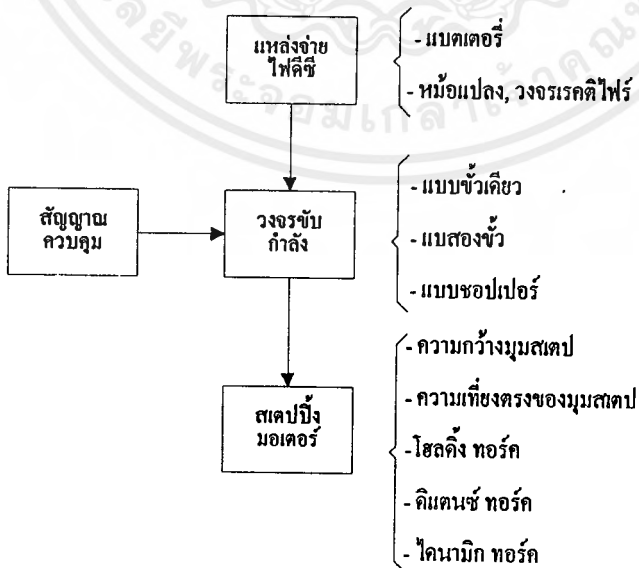 แหล่งจ่าย
ไฟดีซี
- แบตเตอรี่
- หม้อแปลง, วงจรเรคติไฟร์
สัญญาณ
ควบคุม
วงจรขับ
กำลัง
- แบบขั้วเดียว
- แบสองขั้ว
- แบบชอปเปอร์
สเตปปิ้ง
มอเตอร์
- ความกว้างมุมสเตป
- ความเที่ยงตรงของมุมสเตป
-โฮลดิ้ง ทอร์ค
- ดิแตนซ์ ทอร์ค
- ไดนามิก ทอร์ค